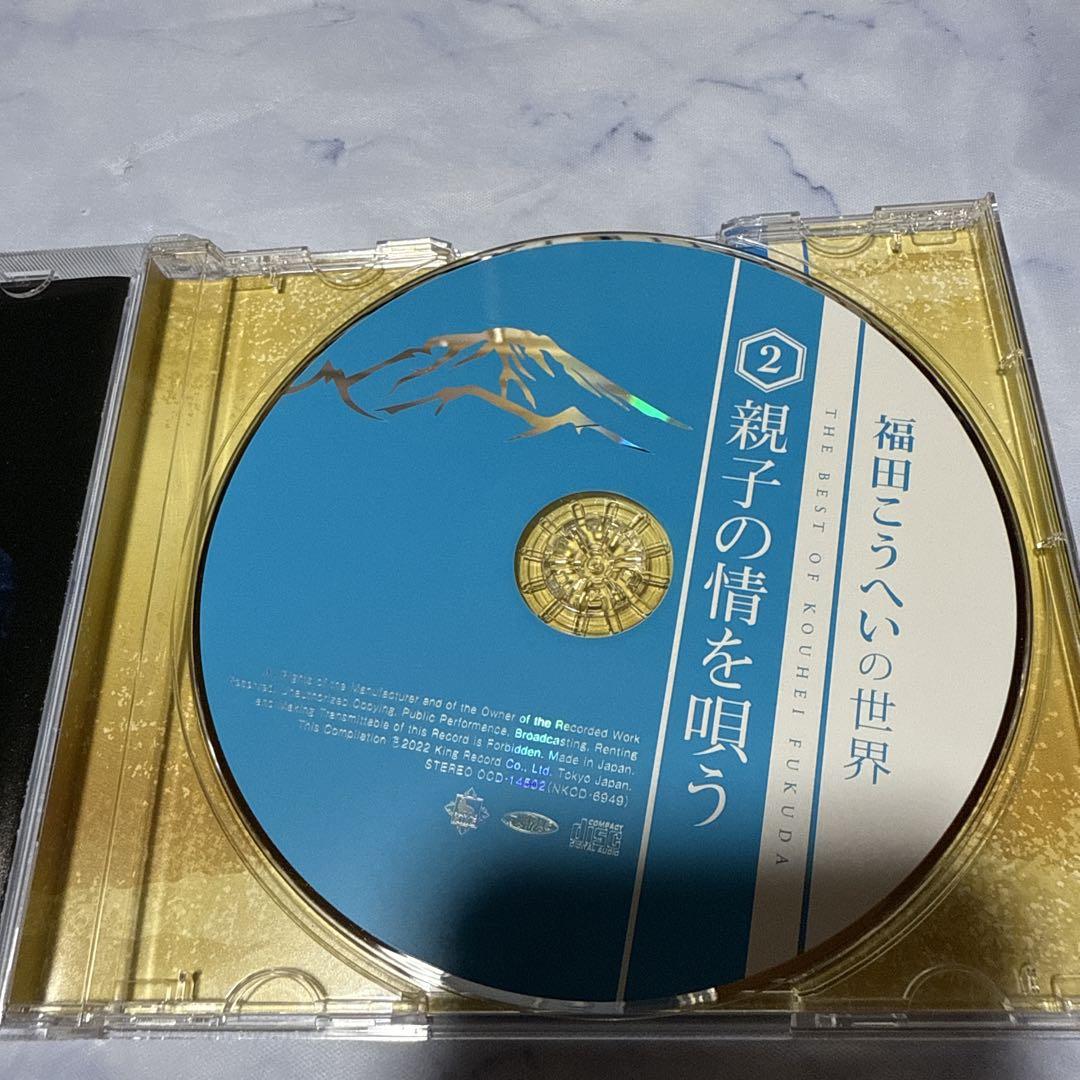 福田こうへいの世界
THE BEST OF KOUHEI FUKUDA
2
親子の情を唄う
All Rights of the Manufacturer and of the Owner of the Recorded Work
Reserved. Unauthorized Copying, Public Performance, Broadcasting, Renting
and Making Transmittable of this Record is Forbidden. Made in Japan.
This Compilation ℗2022 King Record Co., Ltd. Tokyo Japan.
STEREO OCD-14502(NKCD-6949)
COMPACT
disc
DIGITAL AUDIO